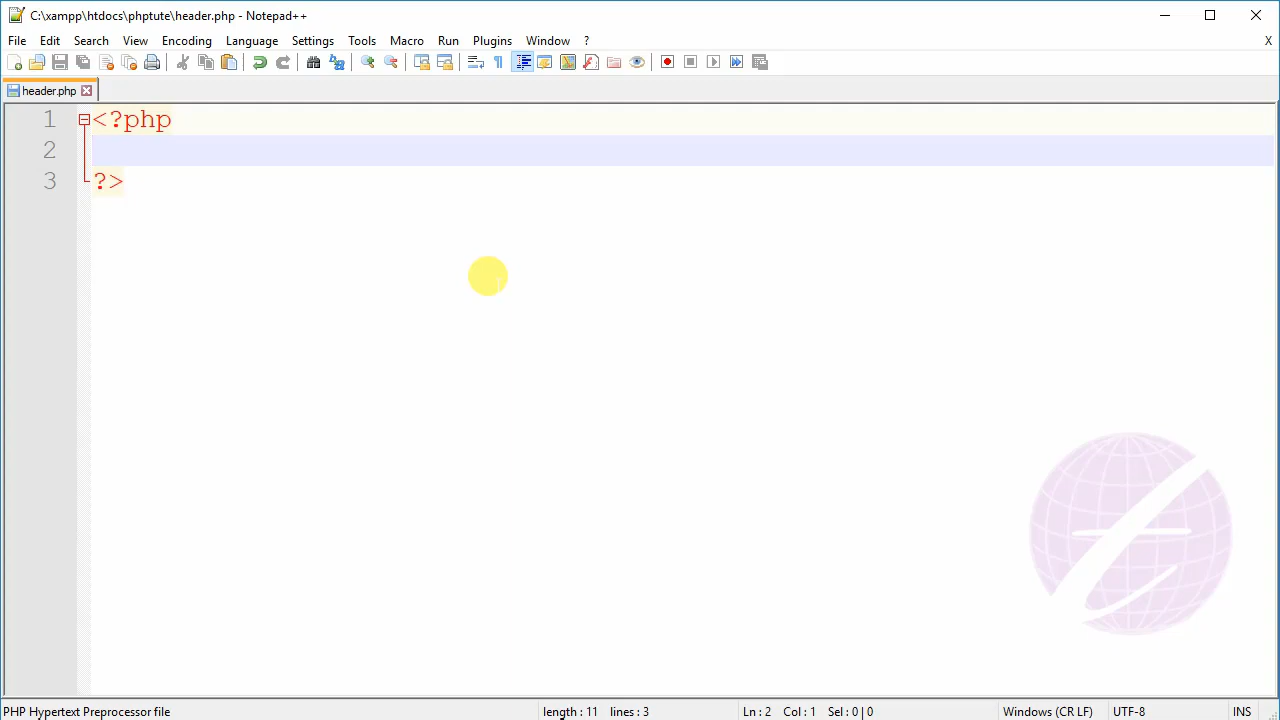 C:\xampp\htdocs\phptute\header.php - Notepad++
File Edit Search View Encoding Language Settings Tools Macro Run Plugins Window ? X
header.php
1 <?php
2
3 ?>
PHP Hypertext Preprocessor file length : 11 lines : 3 Ln : 2 Col : 1 Sel : 0 | 0 Windows (CR LF) UTF-8 INS